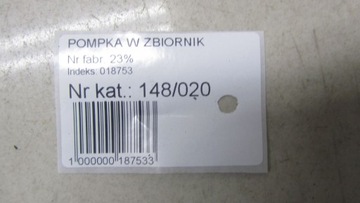 POMPKA W ZBIORNIK
Nr fabr. 23%
Indeks: 018753
Nr kat.: 148/020
1 000000 187533